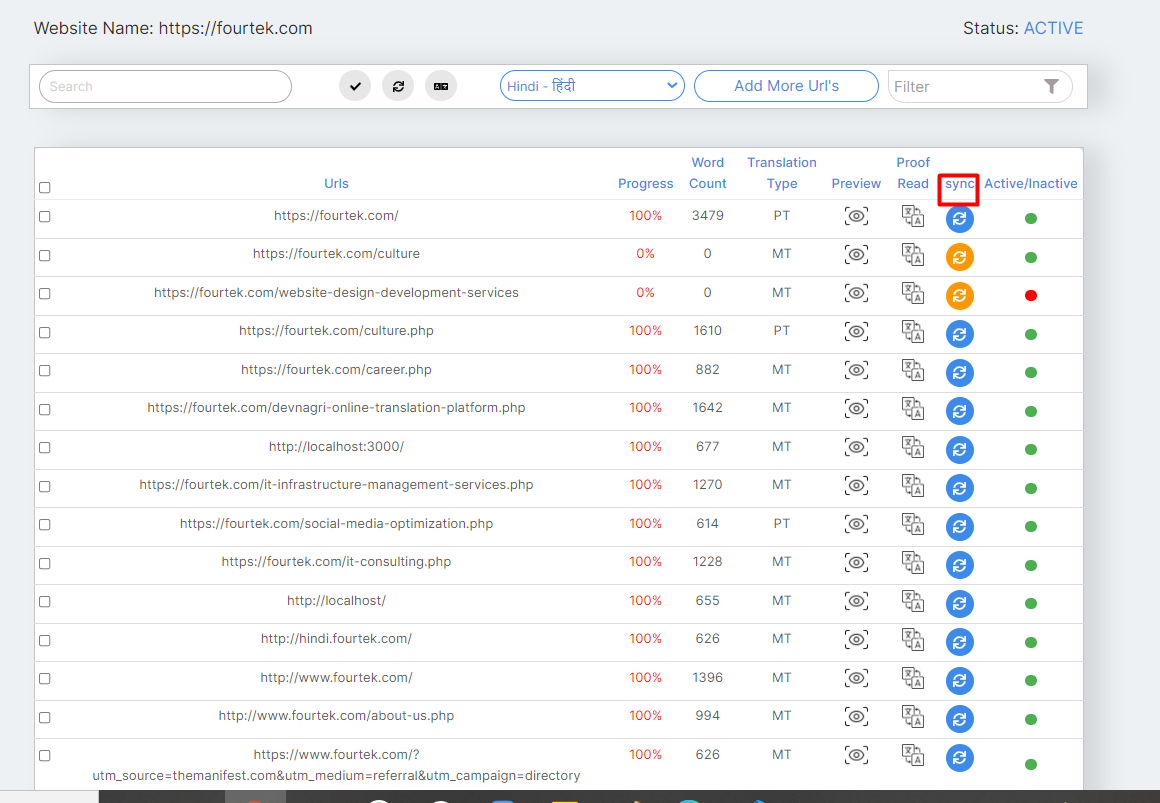 Website Name: https://fourtek.com Status: ACTIVE
Search Hindi - हिंदी Add More Url's Filter
Word Translation Proof
Urls Progress Count Type Preview Read sync Active/Inactive
https://fourtek.com/ 100% 3479 PT
https://fourtek.com/culture 0% 0 MT
https://fourtek.com/website-design-development-services 0% 0 MT
https://fourtek.com/culture.php 100% 1610 PT
https://fourtek.com/career.php 100% 882 MT
https://fourtek.com/devnagri-online-translation-platform.php 100% 1642 MT
http://localhost:3000/ 100% 677 MT
https://fourtek.com/it-infrastructure-management-services.php 100% 1270 MT
https://fourtek.com/social-media-optimization.php 100% 614 PT
https://fourtek.com/it-consulting.php 100% 1228 MT
http://localhost/ 100% 655 MT
http://hindi.fourtek.com/ 100% 626 MT
http://www.fourtek.com/ 100% 1396 MT
http://www.fourtek.com/about-us.php 100% 994 MT
https://www.fourtek.com/? 100% 626 MT
utm_source=themanifest.com&utm_medium=referral&utm_campaign=directory